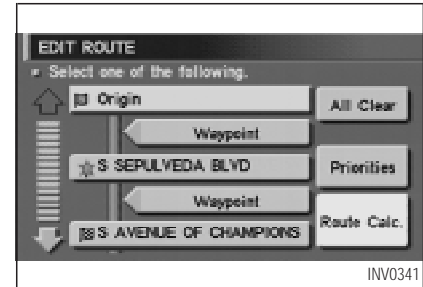 EDIT ROUTE
Select one of the following.
Origin
All Clear
Waypoint
S SEPULVEDA BLVD
Priorities
Waypoint
S AVENUE OF CHAMPIONS
Route Calc.
INV0341